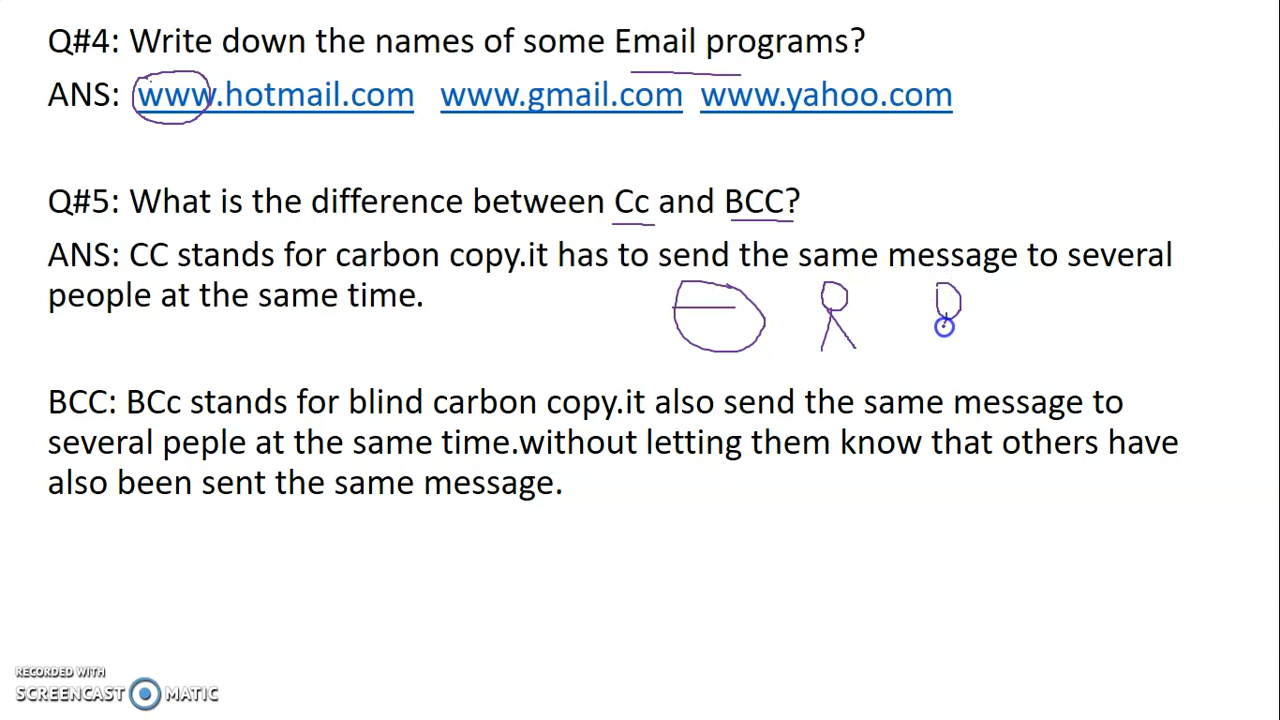 Q#4: Write down the names of some Email programs?
ANS: www.hotmail.com www.gmail.com www.yahoo.com
Q#5: What is the difference between Cc and BCC?
ANS: CC stands for carbon copy.it has to send the same message to several
people at the same time.
BCC: BCc stands for blind carbon copy.it also send the same message to
several peple at the same time.without letting them know that others have
also been sent the same message.
RECORDED WITH
SCREENCAST MATIC